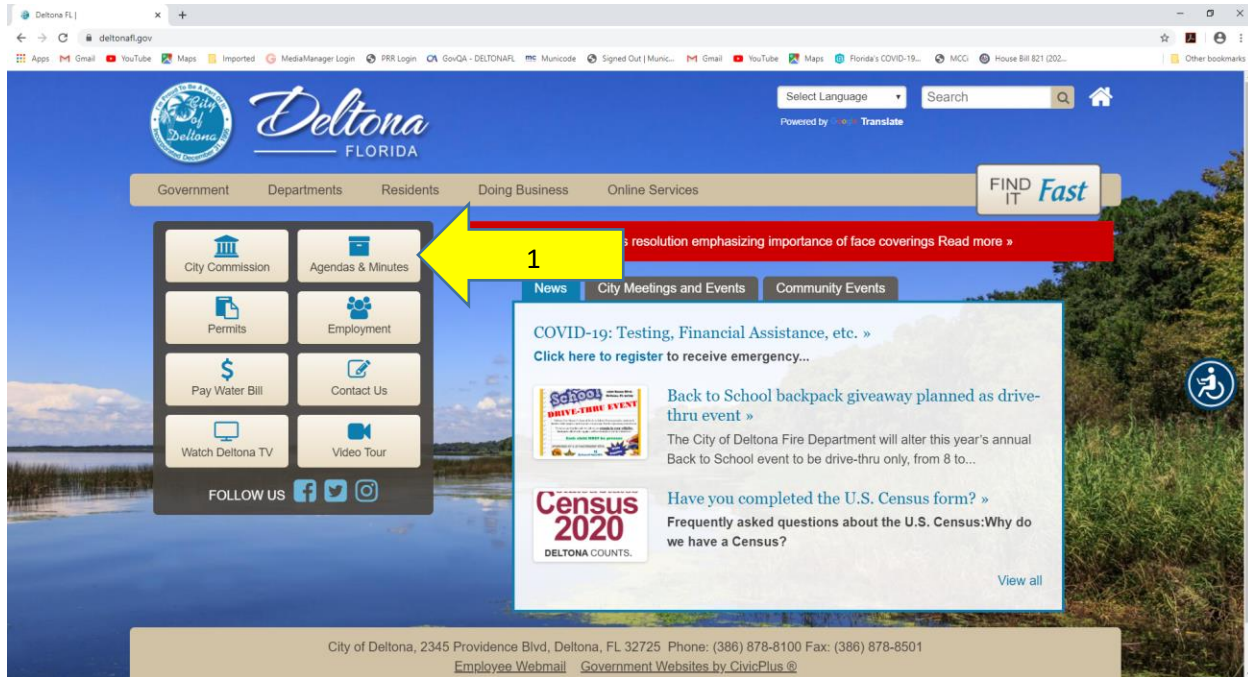 Deltona FL |
deltonafl.gov
Apps Gmail YouTube Maps Imported MediaManager Login PRR Login GovQA - DELTONAFL Municode Signed Out | Munic... Gmail YouTube Maps Florida's COVID-19... MCCi House Bill 821 (202... Other bookmarks
City
of
Deltona
Deltona
FLORIDA
Select Language
Search
Powered by Google Translate
Government Departments Residents Doing Business Online Services
FIND IT Fast
City Commission
Agendas & Minutes
1
resolution emphasizing importance of face coverings Read more »
Permits
Employment
Pay Water Bill
Contact Us
Watch Deltona TV
Video Tour
FOLLOW US
News City Meetings and Events Community Events
COVID-19: Testing, Financial Assistance, etc. »
Click here to register to receive emergency...
School
DRIVE-THRU EVENT
Back to School backpack giveaway planned as drive-
thru event »
The City of Deltona Fire Department will alter this year's annual
Back to School event to be drive-thru only, from 8 to...
Census
2020
DELTONA COUNTS.
Have you completed the U.S. Census form? »
Frequently asked questions about the U.S. Census:Why do
we have a Census?
View all
City of Deltona, 2345 Providence Blvd, Deltona, FL 32725 Phone: (386) 878-8100 Fax: (386) 878-8501
Employee Webmail Government Websites by CivicPlus ®